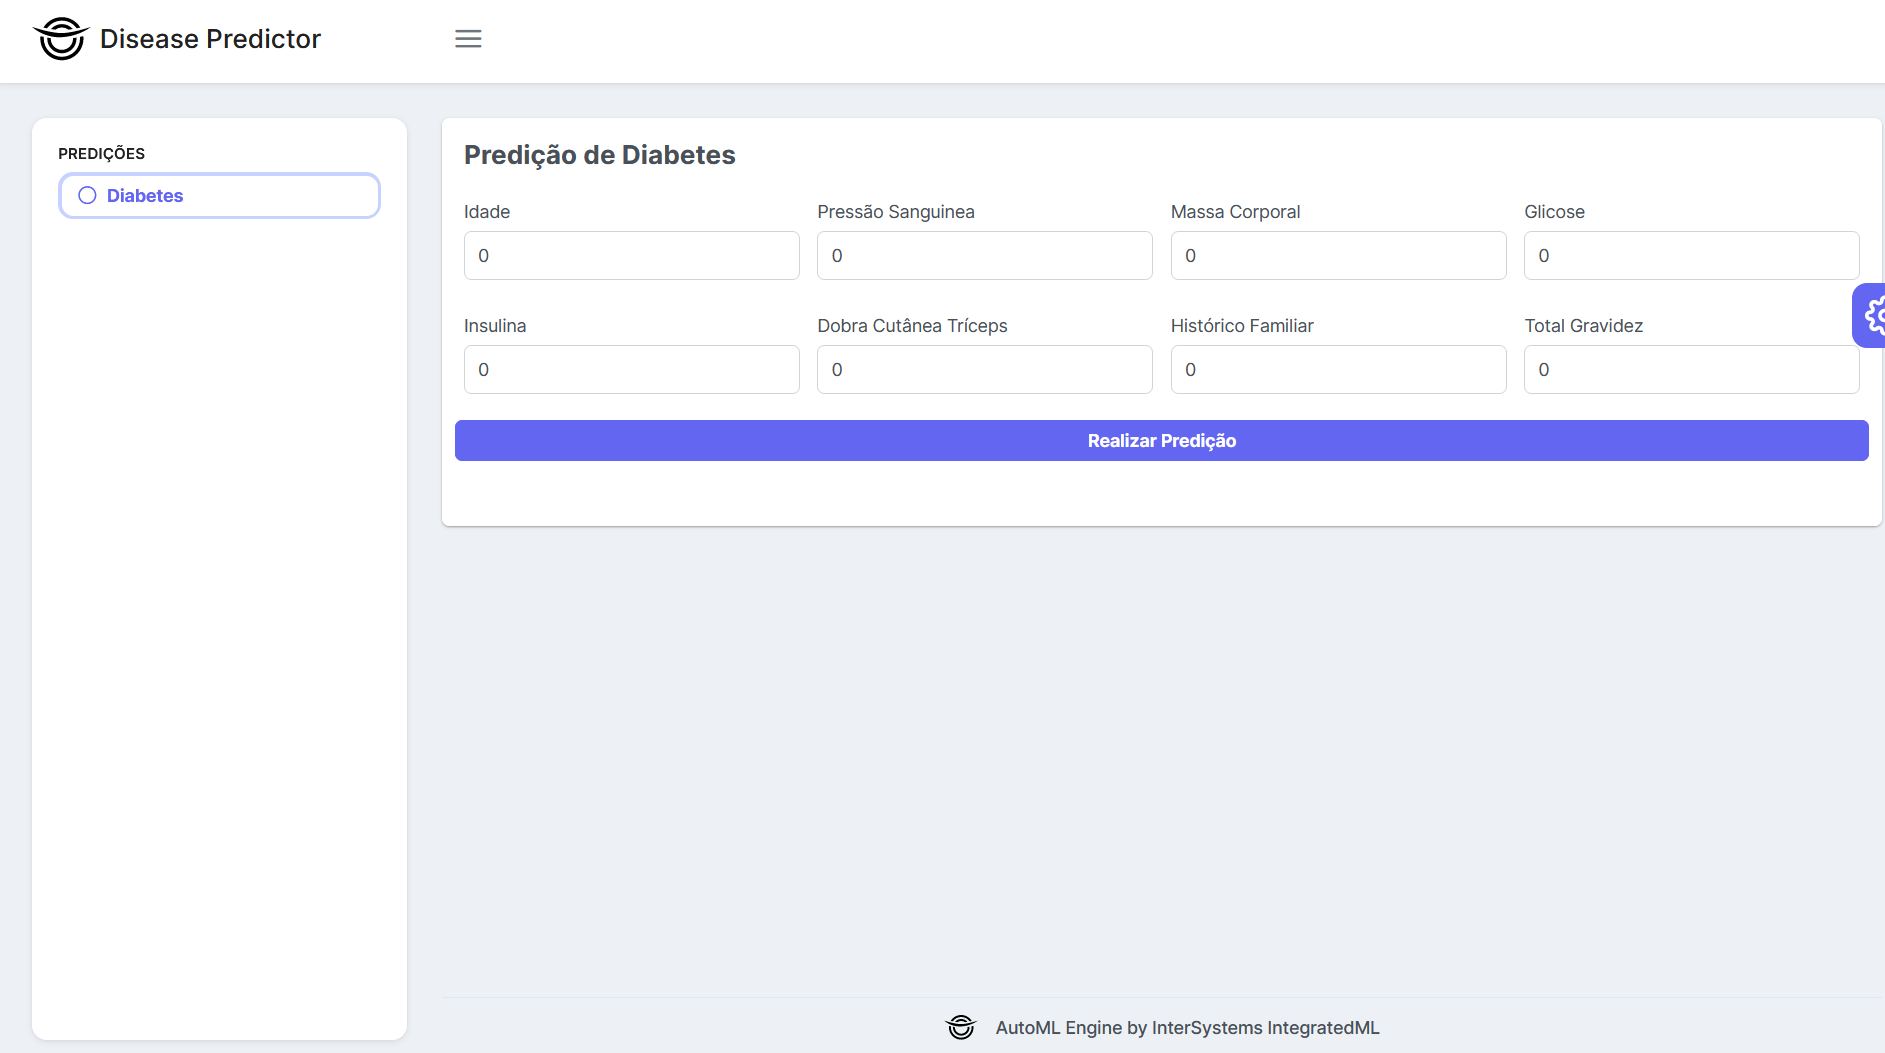 Disease Predictor
PREDIÇÕES
Diabetes
Predição de Diabetes
Idade Pressão Sanguinea Massa Corporal Glicose
0 0 0 0
Insulina Dobra Cutânea Tríceps Histórico Familiar Total Gravidez
0 0 0 0
Realizar Predição
AutoML Engine by InterSystems IntegratedML